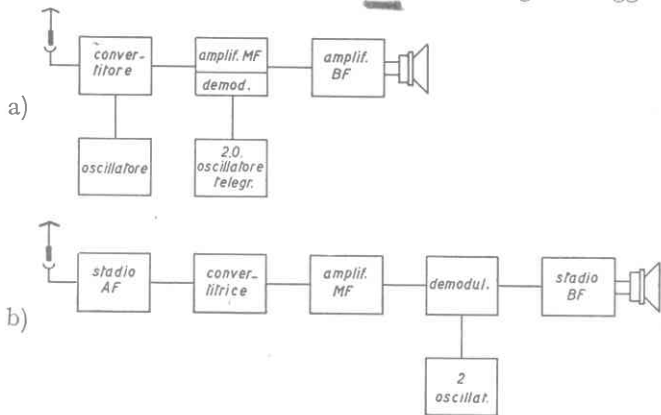 a)
conver-
titore
amplif. MF
demod.
amplif.
BF
oscillatore
2.O.
oscillatore
telegr.
b)
stadio
AF
conver-
titrice
amplif.
MF
demodul.
stadio
BF
2
oscillat.